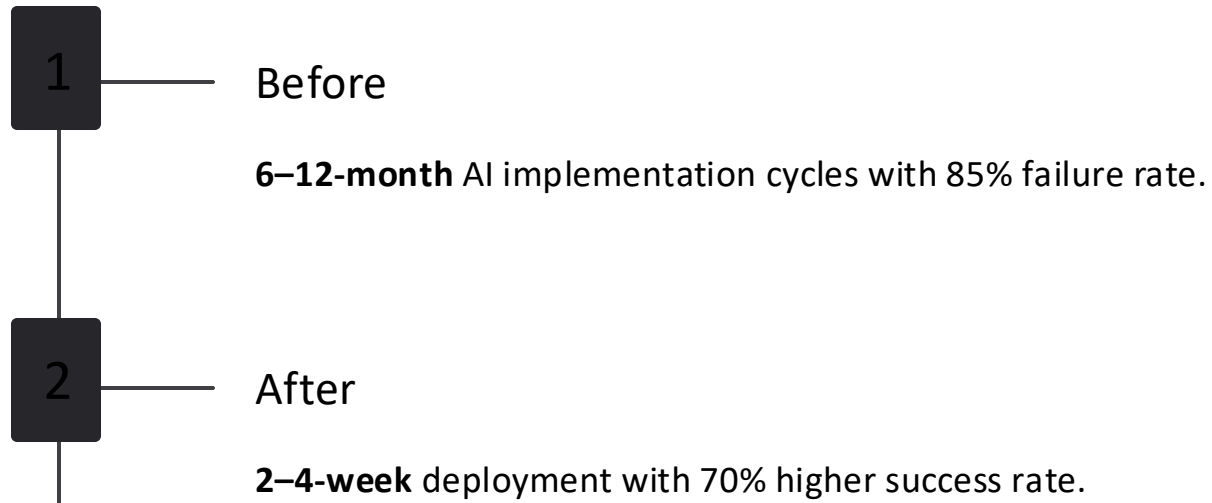 1
Before
6–12-month AI implementation cycles with 85% failure rate.
2
After
2–4-week deployment with 70% higher success rate.